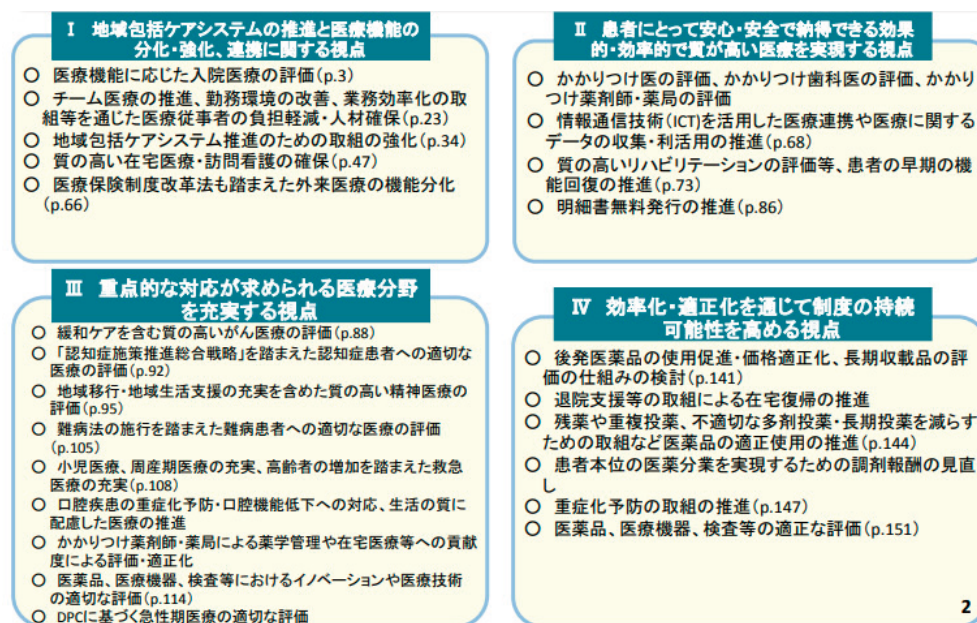 Ⅰ 地域包括ケアシステムの推進と医療機能の
分化・強化、連携に関する視点
○ 医療機能に応じた入院医療の評価(p.3)
○ チーム医療の推進、勤務環境の改善、業務効率化の取
組等を通じた医療従事者の負担軽減・人材確保(p.23)
○ 地域包括ケアシステム推進のための取組の強化(p.34)
○ 質の高い在宅医療・訪問看護の確保(p.47)
○ 医療保険制度改革法も踏まえた外来医療の機能分化
(p.66)
Ⅱ 患者にとって安心・安全で納得できる効果
的・効率的で質が高い医療を実現する視点
○ かかりつけ医の評価、かかりつけ歯科医の評価、かかり
つけ薬剤師・薬局の評価
○ 情報通信技術(ICT)を活用した医療連携や医療に関する
データの収集・利活用の推進(p.68)
○ 質の高いリハビリテーションの評価等、患者の早期の機
能回復の推進(p.73)
○ 明細書無料発行の推進(p.86)
Ⅲ 重点的な対応が求められる医療分野
を充実する視点
○ 緩和ケアを含む質の高いがん医療の評価(p.88)
○ 「認知症施策推進総合戦略」を踏まえた認知症患者への適切な
医療の評価(p.92)
○ 地域移行・地域生活支援の充実を含めた質の高い精神医療の
評価(p.95)
○ 難病法の施行を踏まえた難病患者への適切な医療の評価
(p.105)
○ 小児医療、周産期医療の充実、高齢者の増加を踏まえた救急
医療の充実(p.108)
○ 口腔疾患の重症化予防・口腔機能低下への対応、生活の質に
配慮した医療の推進
○ かかりつけ薬剤師・薬局による薬学管理や在宅医療等への貢献
度による評価・適正化
○ 医薬品、医療機器、検査等におけるイノベーションや医療技術
の適切な評価(p.114)
○ DPCに基づく急性期医療の適切な評価
Ⅳ 効率化・適正化を通じて制度の持続
可能性を高める視点
○ 後発医薬品の使用促進・価格適正化、長期収載品の評
価の仕組みの検討(p.141)
○ 退院支援等の取組による在宅復帰の推進
○ 残薬や重複投薬、不適切な多剤投薬・長期投薬を減らす
ための取組など医薬品の適正使用の推進(p.144)
○ 患者本位の医薬分業を実現するための調剤報酬の見直
し
○ 重症化予防の取組の推進(p.147)
○ 医薬品、医療機器、検査等の適正な評価(p.151)
2